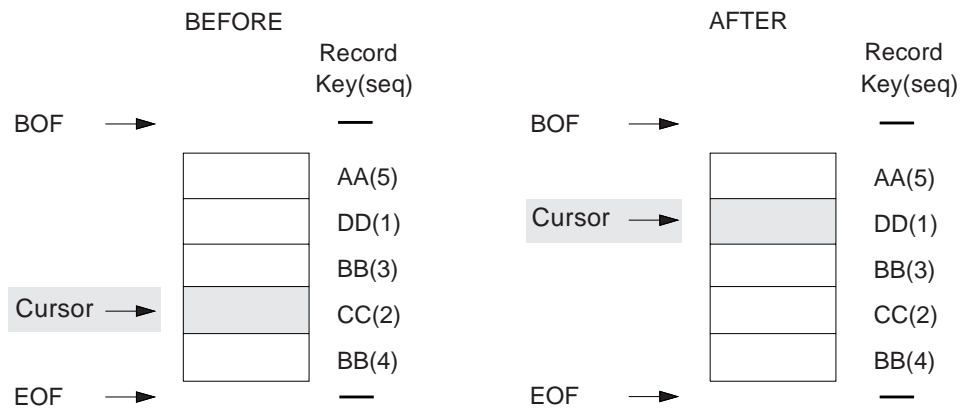 BEFORE
Record
Key(seq)
BOF
AA(5)
DD(1)
BB(3)
Cursor
CC(2)
BB(4)
EOF
AFTER
Record
Key(seq)
BOF
AA(5)
Cursor
DD(1)
BB(3)
CC(2)
BB(4)
EOF